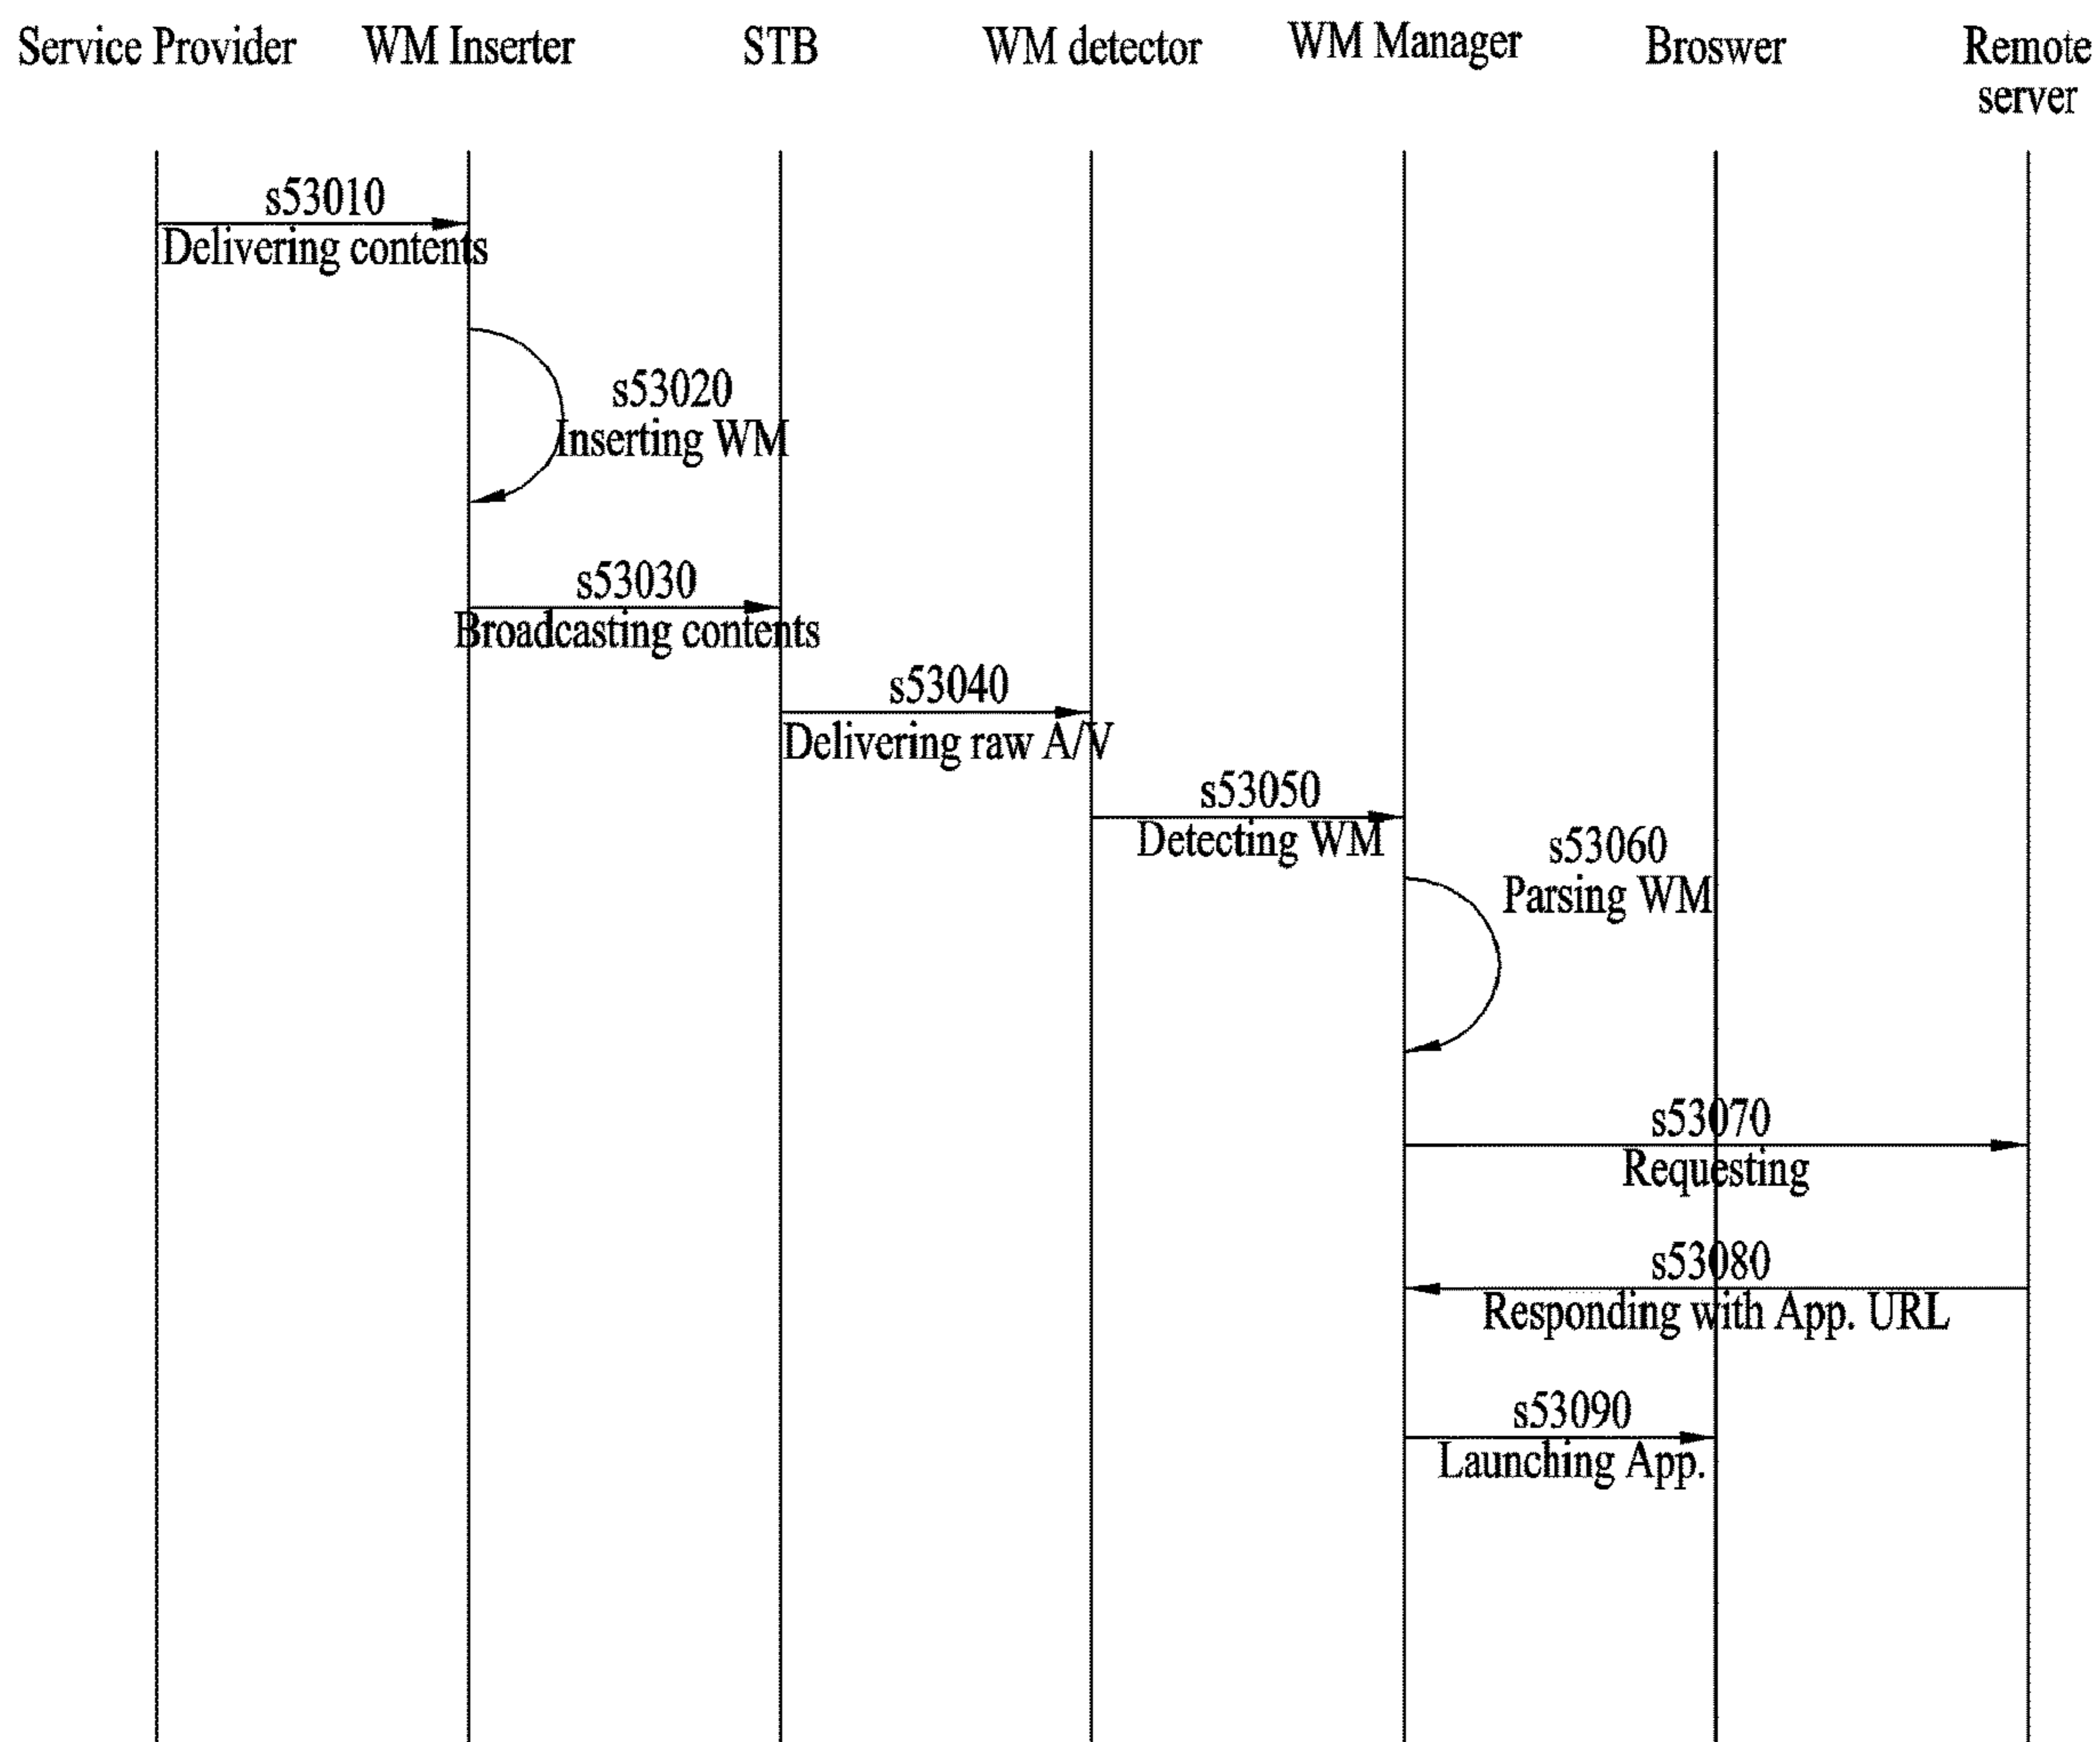 Service Provider
WM Inserter
STB
WM detector
WM Manager
Broswer
Remote
server
s53010
Delivering contents
s53020
Inserting WM
s53030
Broadcasting contents
s53040
Delivering raw A/V
s53050
Detecting WM
s53060
Parsing WM
s53070
Requesting
s53080
Responding with App. URL
s53090
Launching App.